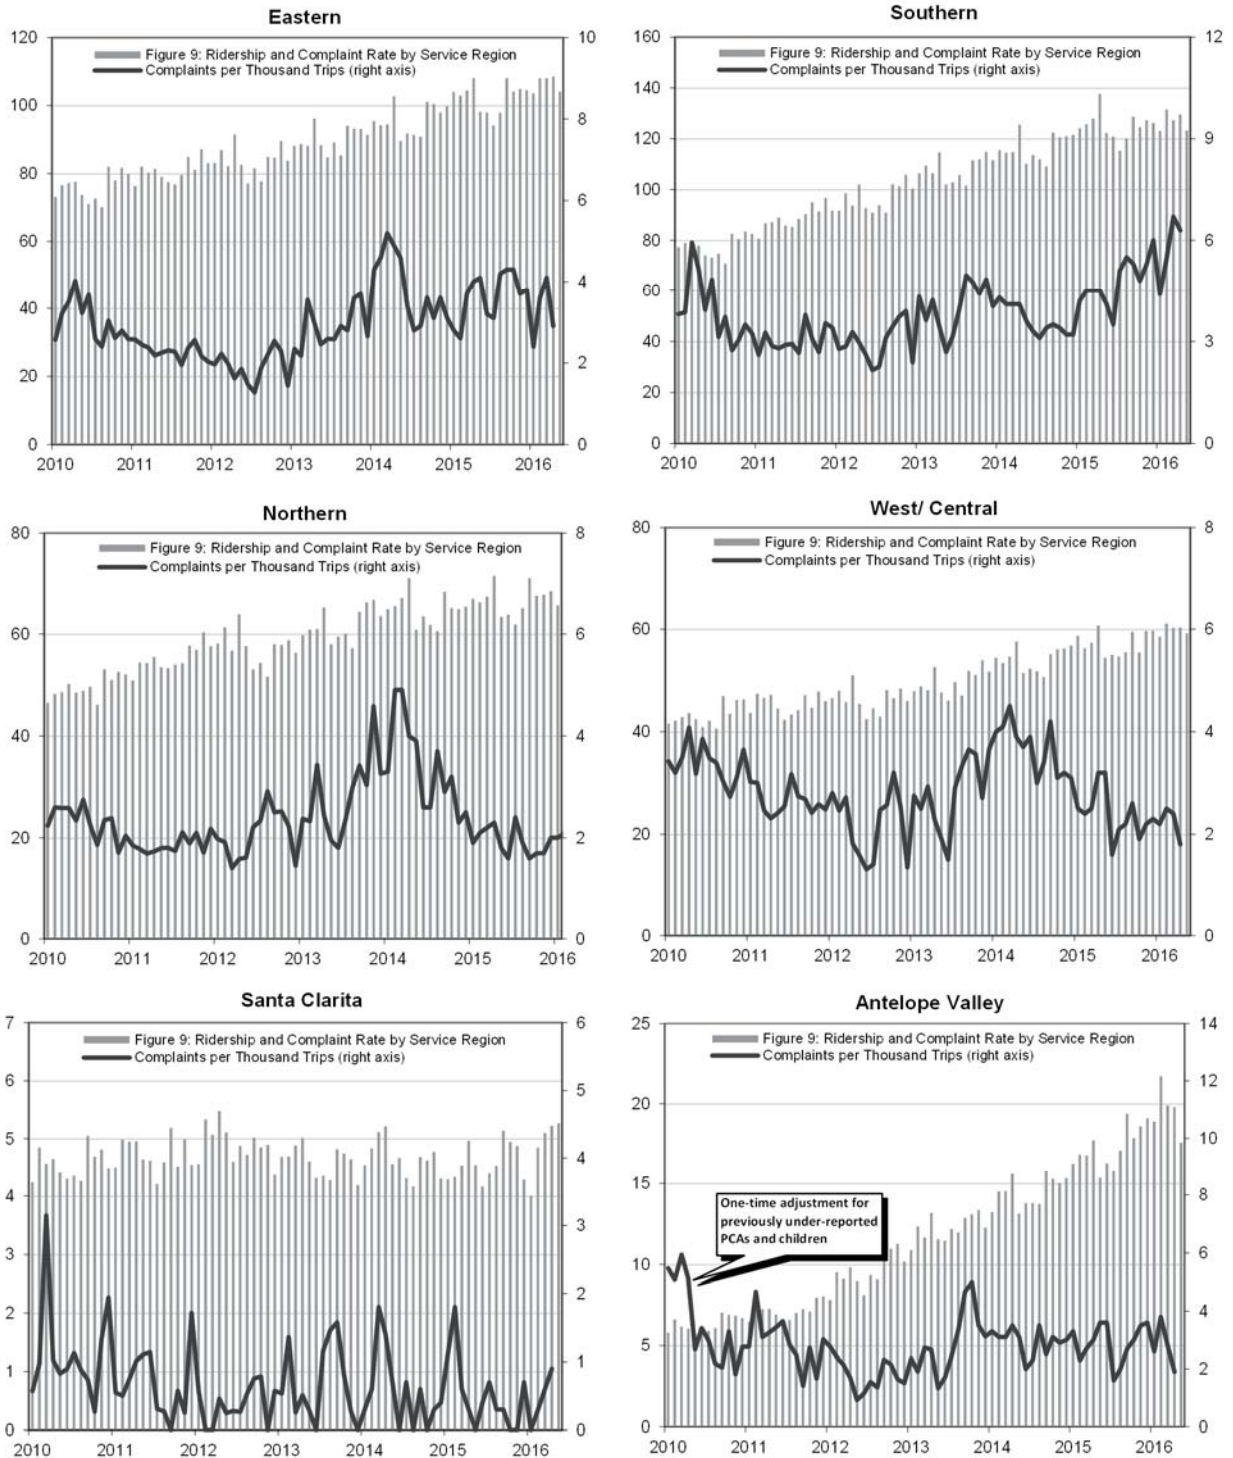 Eastern
Figure 9: Ridership and Complaint Rate by Service Region
Complaints per Thousand Trips (right axis)
120
100
80
60
40
20
0
10
8
6
4
2
0
2010 2011 2012 2013 2014 2015 2016
Southern
Figure 9: Ridership and Complaint Rate by Service Region
Complaints per Thousand Trips (right axis)
160
140
120
100
80
60
40
20
0
12
9
6
3
0
2010 2011 2012 2013 2014 2015 2016
Northern
Figure 9: Ridership and Complaint Rate by Service Region
Complaints per Thousand Trips (right axis)
80
60
40
20
0
8
6
4
2
0
2010 2011 2012 2013 2014 2015 2016
West/ Central
Figure 9: Ridership and Complaint Rate by Service Region
Complaints per Thousand Trips (right axis)
80
60
40
20
0
8
6
4
2
0
2010 2011 2012 2013 2014 2015 2016
Santa Clarita
Figure 9: Ridership and Complaint Rate by Service Region
Complaints per Thousand Trips (right axis)
7
6
5
4
3
2
1
0
6
5
4
3
2
1
0
2010 2011 2012 2013 2014 2015 2016
Antelope Valley
Figure 9: Ridership and Complaint Rate by Service Region
Complaints per Thousand Trips (right axis)
25
20
15
10
5
0
14
12
10
8
6
4
2
0
One-time adjustment for
previously under-reported
PCAs and children
2010 2011 2012 2013 2014 2015 2016